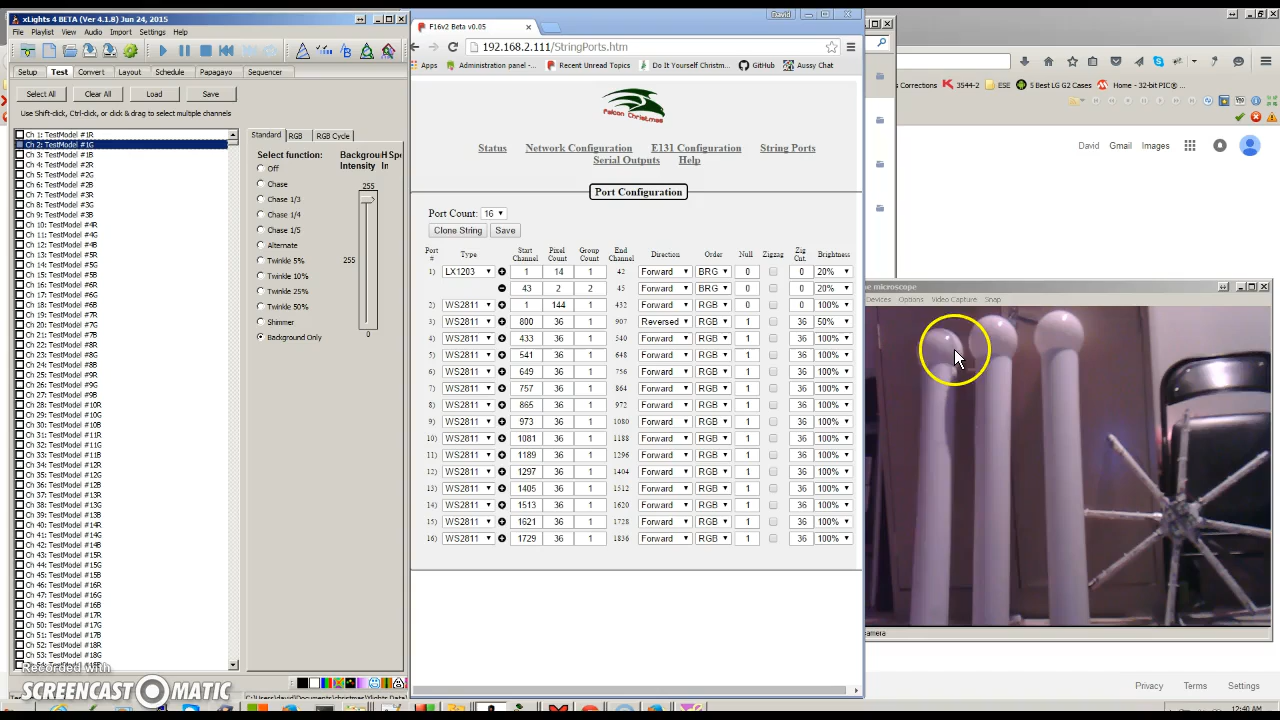 xLights 4 BETA (Ver 4.1.8) Jun 24, 2015
File Playlist View Audio Import Settings Help
Setup Test Convert Layout Schedule Papagayo Sequencer
Select All Clear All Load Save
Use Shift-click, Ctrl-click, or click & drag to select multiple channels
Ch 1: TestModel #1R
Ch 2: TestModel #1G
Ch 3: TestModel #1B
Ch 4: TestModel #2R
Ch 5: TestModel #2G
Ch 6: TestModel #2B
Ch 7: TestModel #3R
Ch 8: TestModel #3G
Ch 9: TestModel #3B
Ch 10: TestModel #4R
Ch 11: TestModel #4G
Ch 12: TestModel #4B
Ch 13: TestModel #5R
Ch 14: TestModel #5G
Ch 15: TestModel #5B
Ch 16: TestModel #6R
Ch 17: TestModel #6G
Ch 18: TestModel #6B
Ch 19: TestModel #7R
Ch 20: TestModel #7G
Ch 21: TestModel #7B
Ch 22: TestModel #8R
Ch 23: TestModel #8G
Ch 24: TestModel #8B
Ch 25: TestModel #9R
Ch 26: TestModel #9G
Ch 27: TestModel #9B
Ch 28: TestModel #10R
Ch 29: TestModel #10G
Ch 30: TestModel #10B
Ch 31: TestModel #11R
Ch 32: TestModel #11G
Ch 33: TestModel #11B
Ch 34: TestModel #12R
Ch 35: TestModel #12G
Ch 36: TestModel #12B
Ch 37: TestModel #13R
Ch 38: TestModel #13G
Ch 39: TestModel #13B
Ch 40: TestModel #14R
Ch 41: TestModel #14G
Ch 42: TestModel #14B
Ch 43: TestModel #15R
Ch 44: TestModel #15G
Ch 45: TestModel #15B
Ch 46: TestModel #16R
Ch 47: TestModel #16G
Ch 48: TestModel #16B
Ch 49: TestModel #17R
Ch 50: TestModel #17G
Ch 51: TestModel #17B
Ch 52: TestModel #18R
Ch 53: TestModel #18G
Recorded with
SCREENCAST MATIC
Standard RGB RGB Cycle
Select function:
Off
Chase
Chase 1/3
Chase 1/4
Chase 1/5
Alternate
Twinkle 5%
Twinkle 10%
Twinkle 25%
Twinkle 50%
Shimmer
Background Only
Intensity
255
255
0
David
F16v2 Beta v0.05
192.168.2.111/StringPorts.htm
Apps Administration panel -... Recent Unread Topics Do It Yourself Christm... GitHub Aussy Chat
Falcon Christmas
Status Network Configuration E131 Configuration String Ports
Serial Outputs Help
Port Configuration
Port Count: 16
Clone String Save
Port # Type Start Channel Pixel Count Group Count End Channel Direction Order Null Zigzag Zig Cnt. Brightness
1) LX1203 1 14 1 42 Forward BRG 0 0 20%
43 2 2 45 Forward BRG 0 0 20%
2) WS2811 1 144 1 432 Forward RGB 0 0 100%
3) WS2811 800 36 1 907 Reversed RGB 1 36 50%
4) WS2811 433 36 1 540 Forward RGB 1 36 100%
5) WS2811 541 36 1 648 Forward RGB 1 36 100%
6) WS2811 649 36 1 756 Forward RGB 1 36 100%
7) WS2811 757 36 1 864 Forward RGB 1 36 100%
8) WS2811 865 36 1 972 Forward RGB 1 36 100%
9) WS2811 973 36 1 1080 Forward RGB 1 36 100%
10) WS2811 1081 36 1 1188 Forward RGB 1 36 100%
11) WS2811 1189 36 1 1296 Forward RGB 1 36 100%
12) WS2811 1297 36 1 1404 Forward RGB 1 36 100%
13) WS2811 1405 36 1 1512 Forward RGB 1 36 100%
14) WS2811 1513 36 1 1620 Forward RGB 1 36 100%
15) WS2811 1621 36 1 1728 Forward RGB 1 36 100%
16) WS2811 1729 36 1 1836 Forward RGB 1 36 100%
Corrections 3544-2 ESE 5 Best LG G2 Cases Home - 32-bit PIC® ...
David Gmail Images
microscope
Devices Options Video Capture Snap
camera
Privacy Terms Settings
12:40 AM